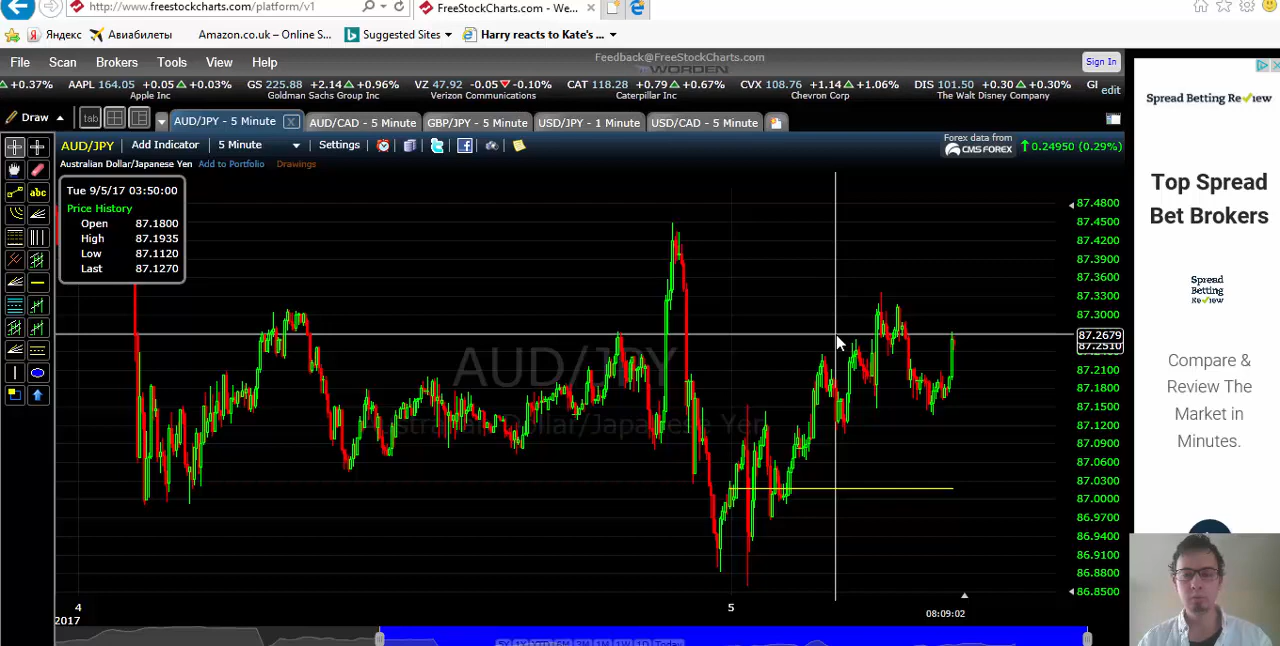 http://www.freestockcharts.com/platform/v1
FreeStockCharts.com - We...
Яндекс Авиабилеты Amazon.co.uk – Online S... Suggested Sites Harry reacts to Kate's ...
File Scan Brokers Tools View Help
Feedback@FreeStockCharts.com
WORDEN
Sign In
+0.37% AAPL 164.05 +0.05 +0.03% GS 225.88 +2.14 +0.96% VZ 47.92 -0.05 -0.10% CAT 118.28 +0.79 +0.67% CVX 108.76 +1.14 +1.06% DIS 101.50 +0.30 +0.30% GI edit
Apple Inc Goldman Sachs Group Inc Verizon Communications Caterpillar Inc Chevron Corp The Walt Disney Company
Draw tab AUD/JPY - 5 Minute AUD/CAD - 5 Minute GBP/JPY - 5 Minute USD/JPY - 1 Minute USD/CAD - 5 Minute
AUD/JPY Add Indicator 5 Minute Settings
Forex data from
CMS FOREX
0.24950 (0.29%)
Australian Dollar/Japanese Yen Add to Portfolio Drawings
abc
Tue 9/5/17 03:50:00
Price History
Open 87.1800
High 87.1935
Low 87.1120
Last 87.1270
AUD/JPY
Australian Dollar/Japanese Yen
87.4800
87.4500
87.4200
87.3900
87.3600
87.3300
87.3000
87.2679
87.2510
87.2100
87.1800
87.1500
87.1200
87.0900
87.0600
87.0300
87.0000
86.9700
86.9400
86.9100
86.8800
86.8500
4 5
2017
08:09:02
Spread Betting Review
Top Spread
Bet Brokers
Spread
Betting
Review
Compare &
Review The
Market in
Minutes.